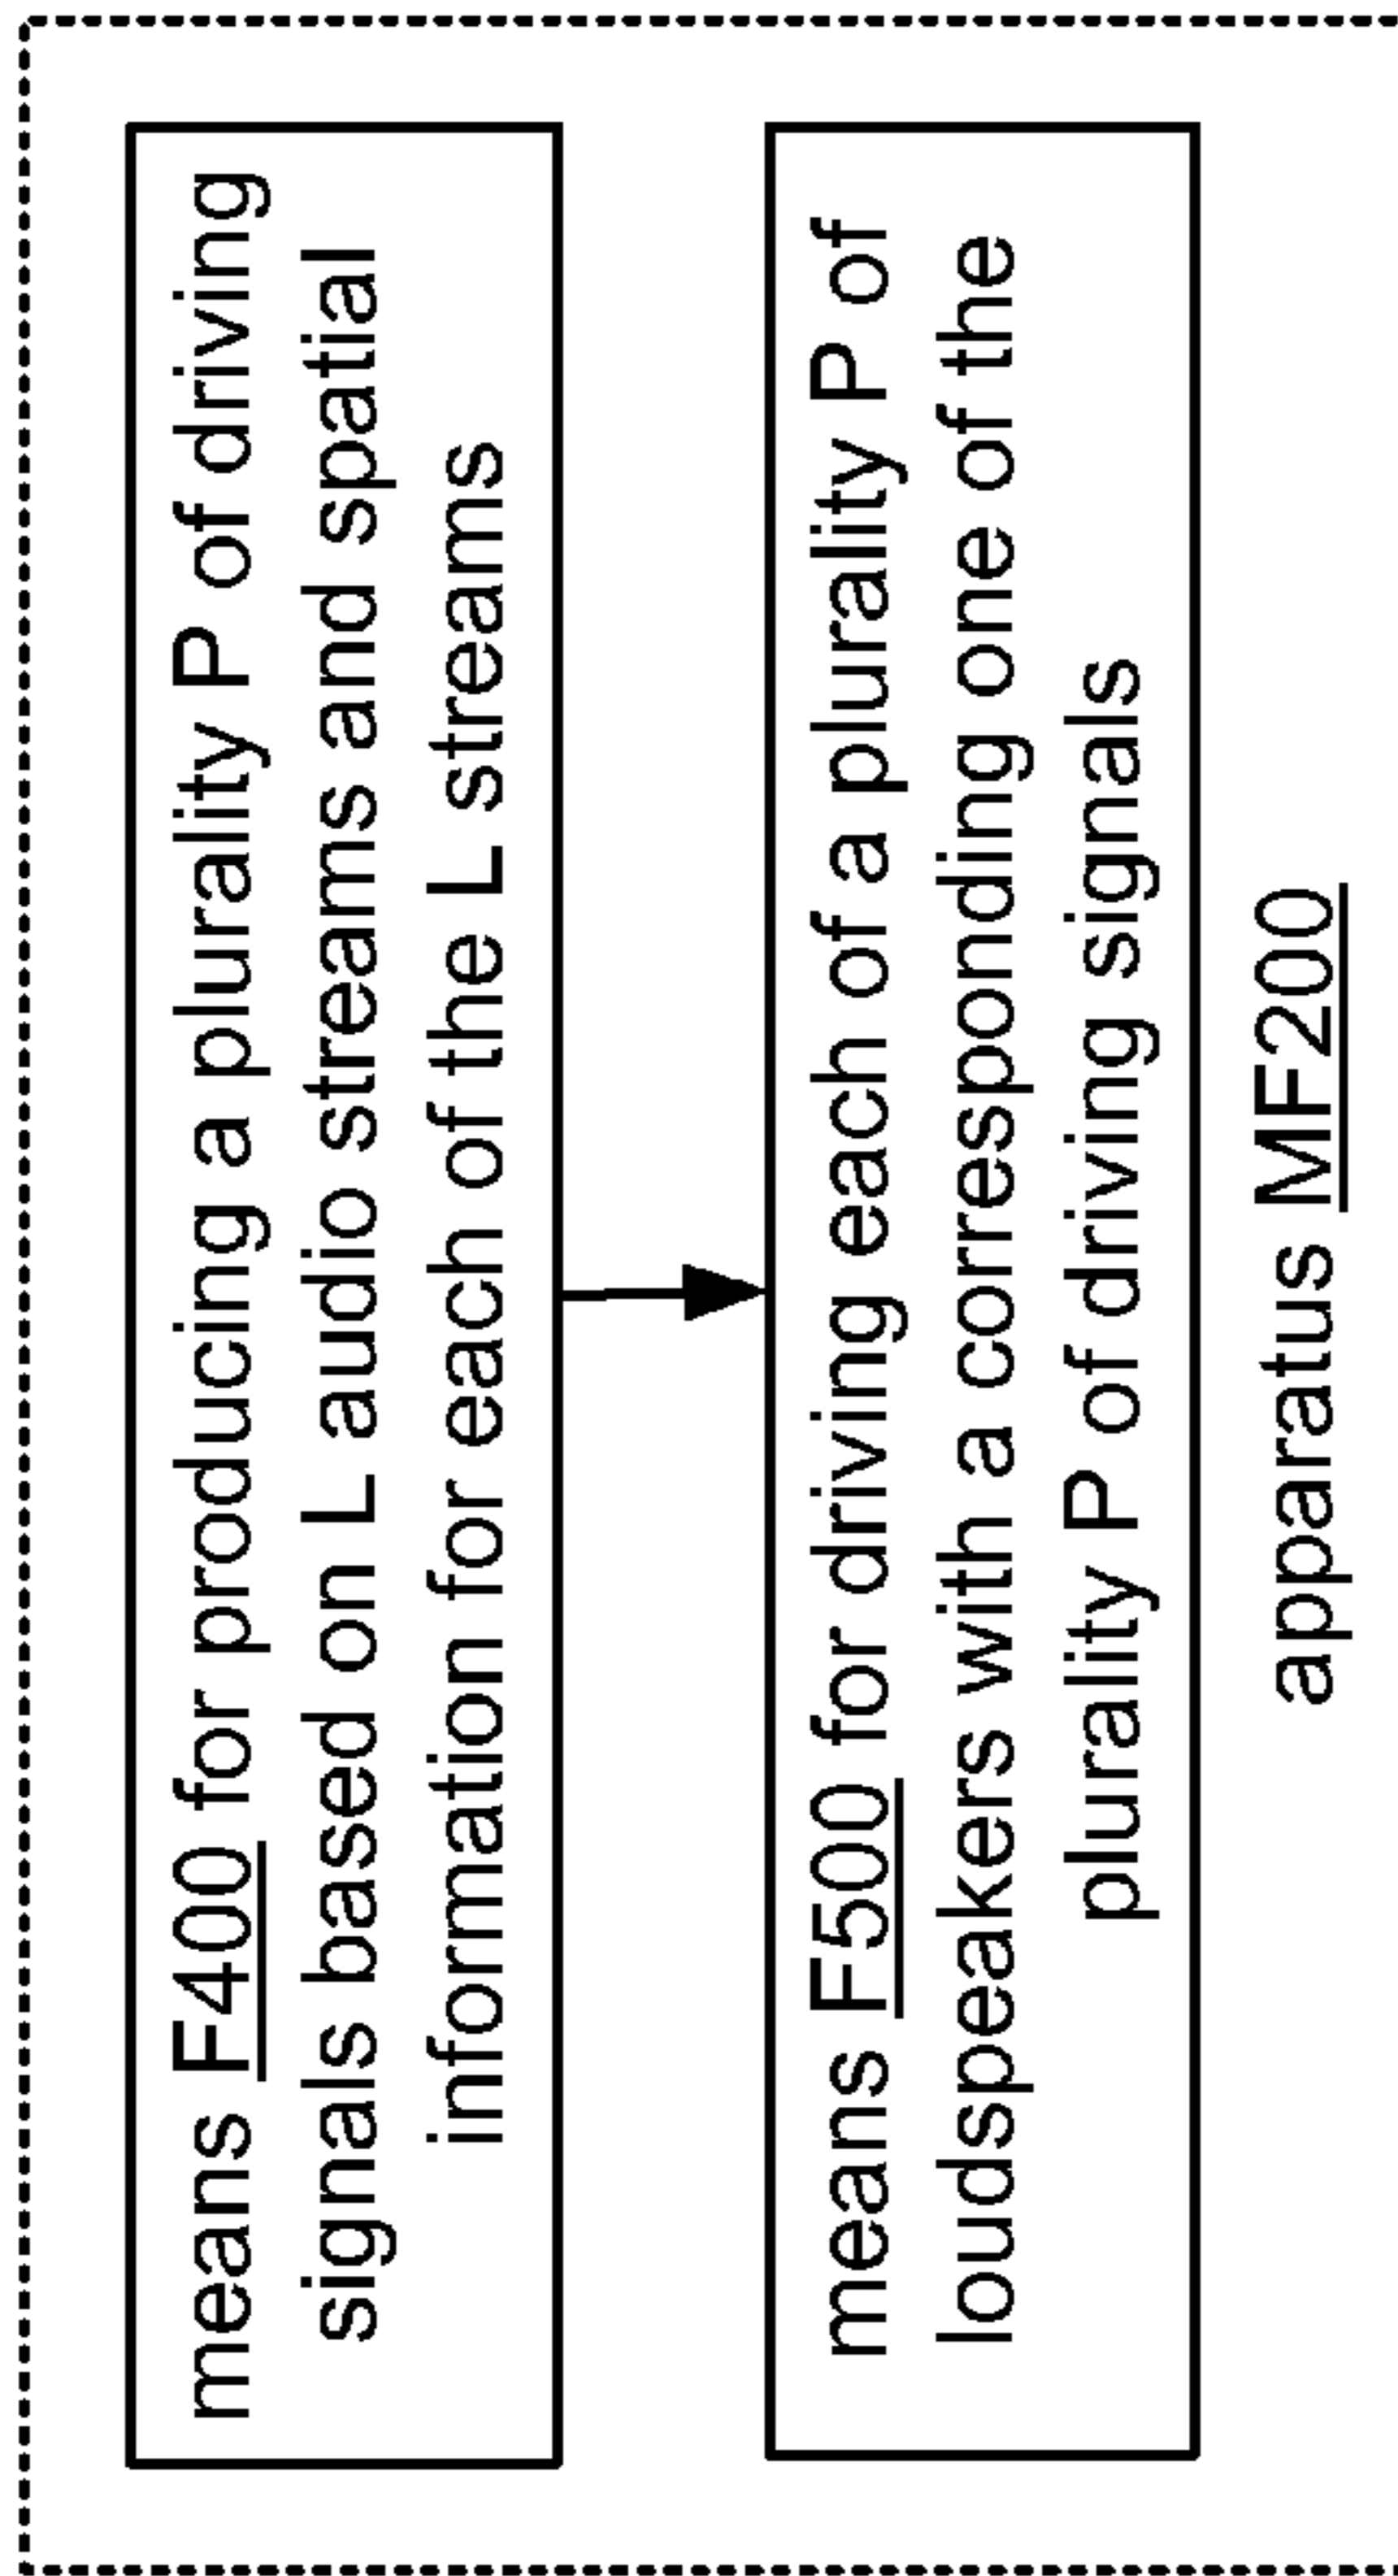 means F400 for producing a plurality P of driving
signals based on L audio streams and spatial
information for each of the L streams
means F500 for driving each of a plurality P of
loudspeakers with a corresponding one of the
plurality P of driving signals
apparatus MF200